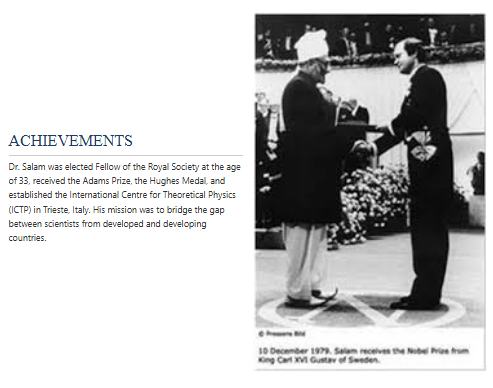 ACHIEVEMENTS
Dr. Salam was elected Fellow of the Royal Society at the age
of 33, received the Adams Prize, the Hughes Medal, and
established the International Centre for Theoretical Physics
(ICTP) in Trieste, Italy. His mission was to bridge the gap
between scientists from developed and developing
countries.
© Pressens Bild
10 December 1979. Salam receives the Nobel Prize from
King Carl XVI Gustav of Sweden.